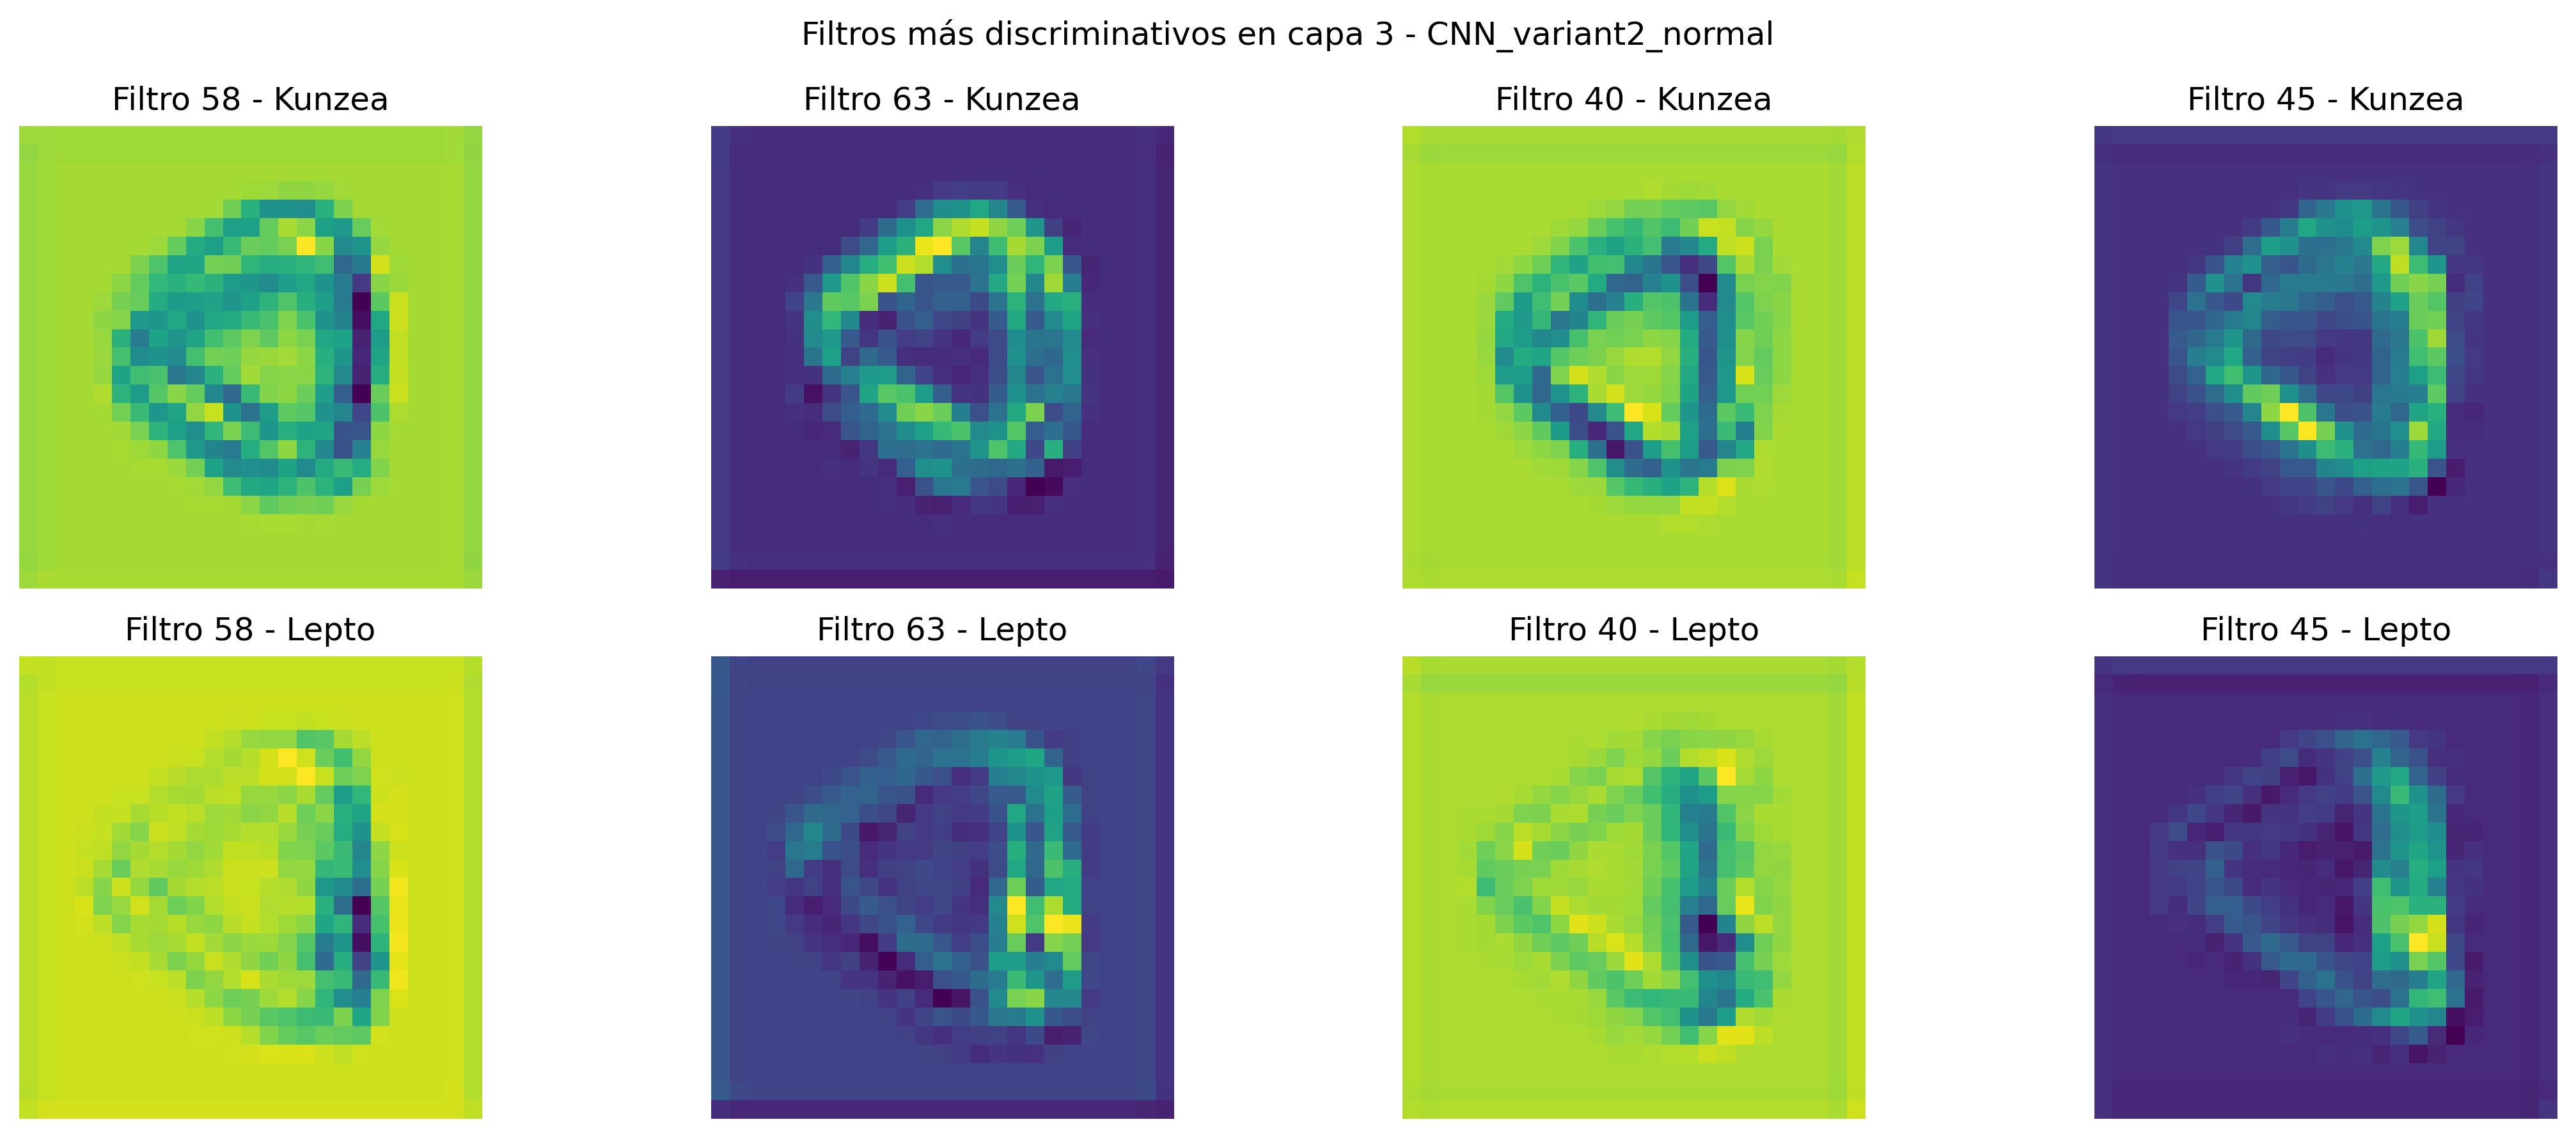 Filtros más discriminativos en capa 3 - CNN_variant2_normal
Filtro 58 - Kunzea
Filtro 63 - Kunzea
Filtro 40 - Kunzea
Filtro 45 - Kunzea
Filtro 58 - Lepto
Filtro 63 - Lepto
Filtro 40 - Lepto
Filtro 45 - Lepto